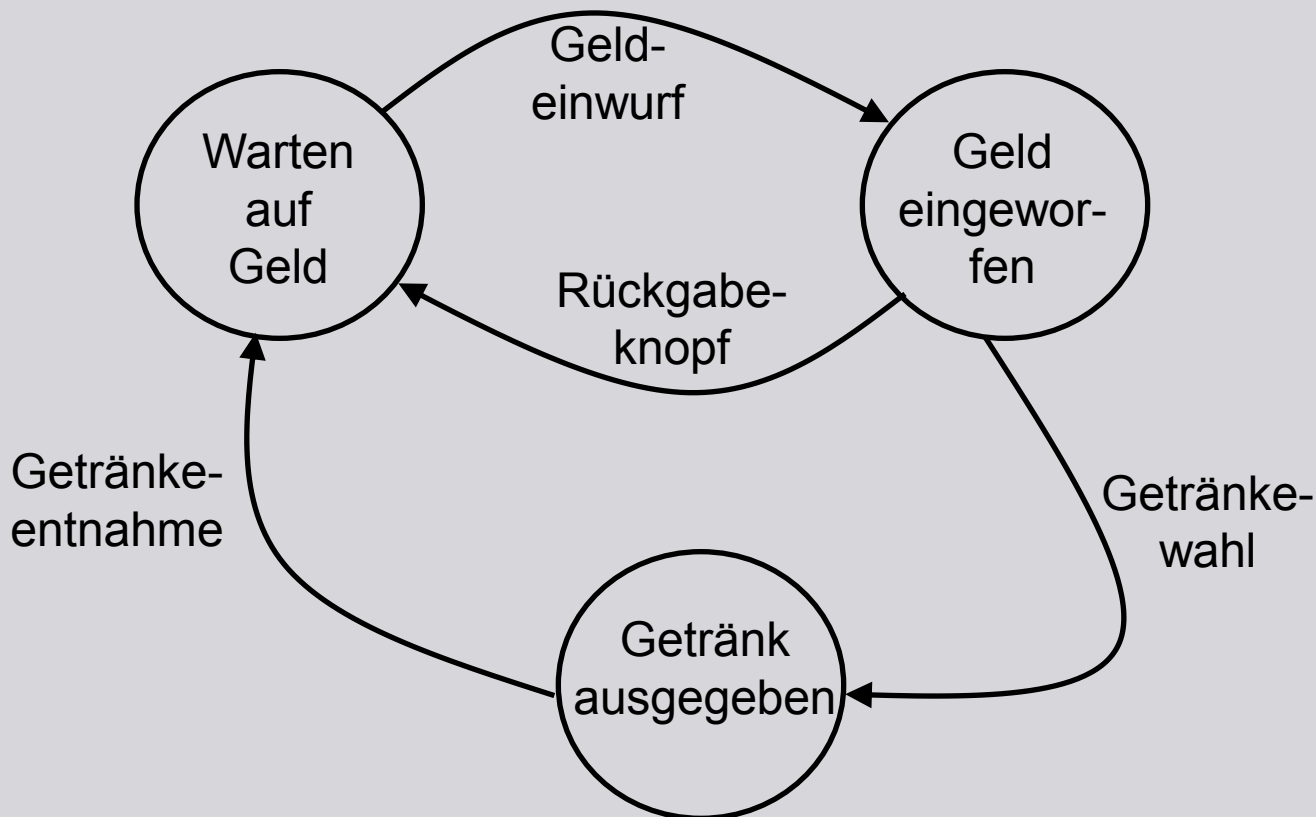 Geld-
einwurf
Warten
auf
Geld
Geld
eingewor-
fen
Rückgabe-
knopf
Getränke-
entnahme
Getränke-
wahl
Getränk
ausgegeben